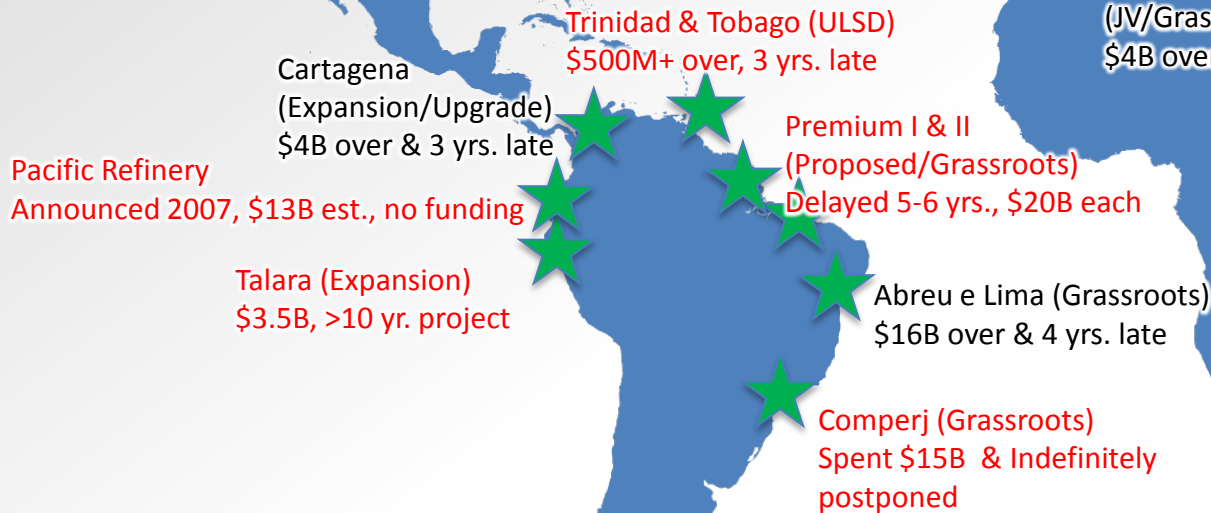 Trinidad & Tobago (ULSD)
$500M+ over, 3 yrs. late
Cartagena
(Expansion/Upgrade)
$4B over & 3 yrs. late
Premium I & II
(Proposed/Grassroots)
Delayed 5-6 yrs., $20B each
Pacific Refinery
Announced 2007, $13B est., no funding
Talara (Expansion)
$3.5B, >10 yr. project
Abreu e Lima (Grassroots)
$16B over & 4 yrs. late
Comperj (Grassroots)
Spent $15B & Indefinitely
postponed
$4B over